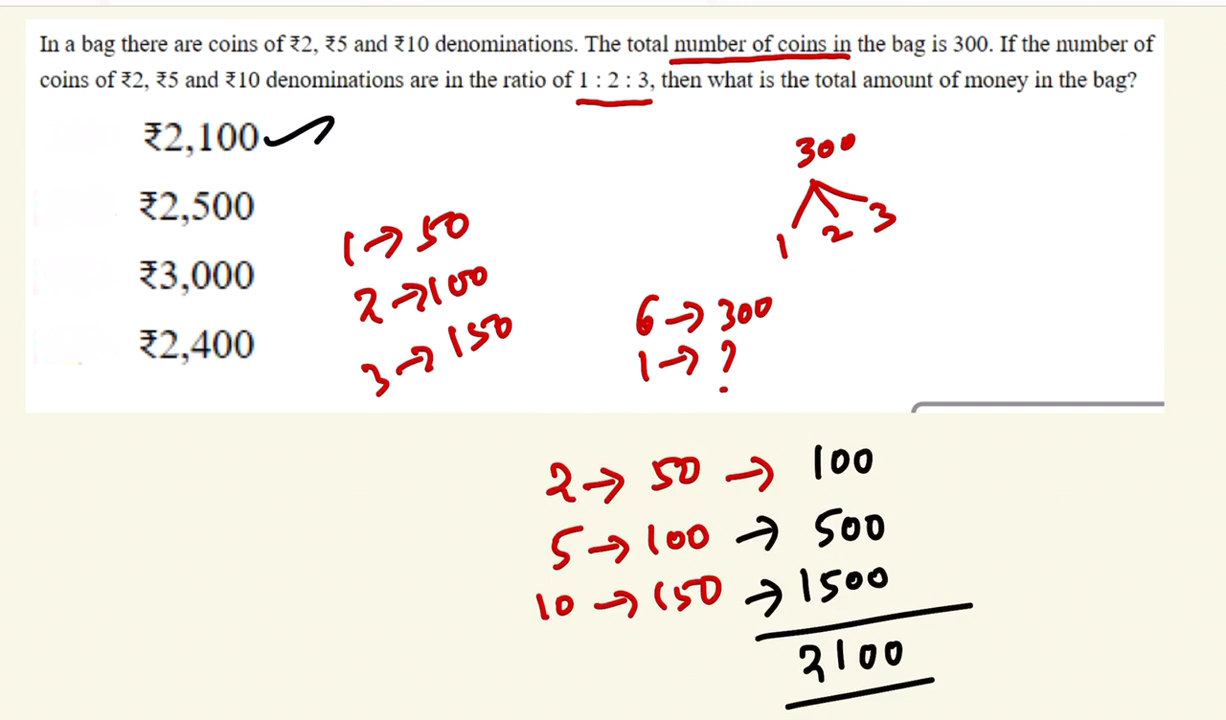 In a bag there are coins of ₹2, ₹5 and ₹10 denominations. The total number of coins in the bag is 300. If the number of
coins of ₹2, ₹5 and ₹10 denominations are in the ratio of 1 : 2 : 3, then what is the total amount of money in the bag?
₹2,100
₹2,500
₹3,000
₹2,400
300
1 2 3
1 → 50
2 → 100
3 → 150
6 → 300
1 → ?
2 → 50 → 100
5 → 100 → 500
10 → 150 → 1500
2100